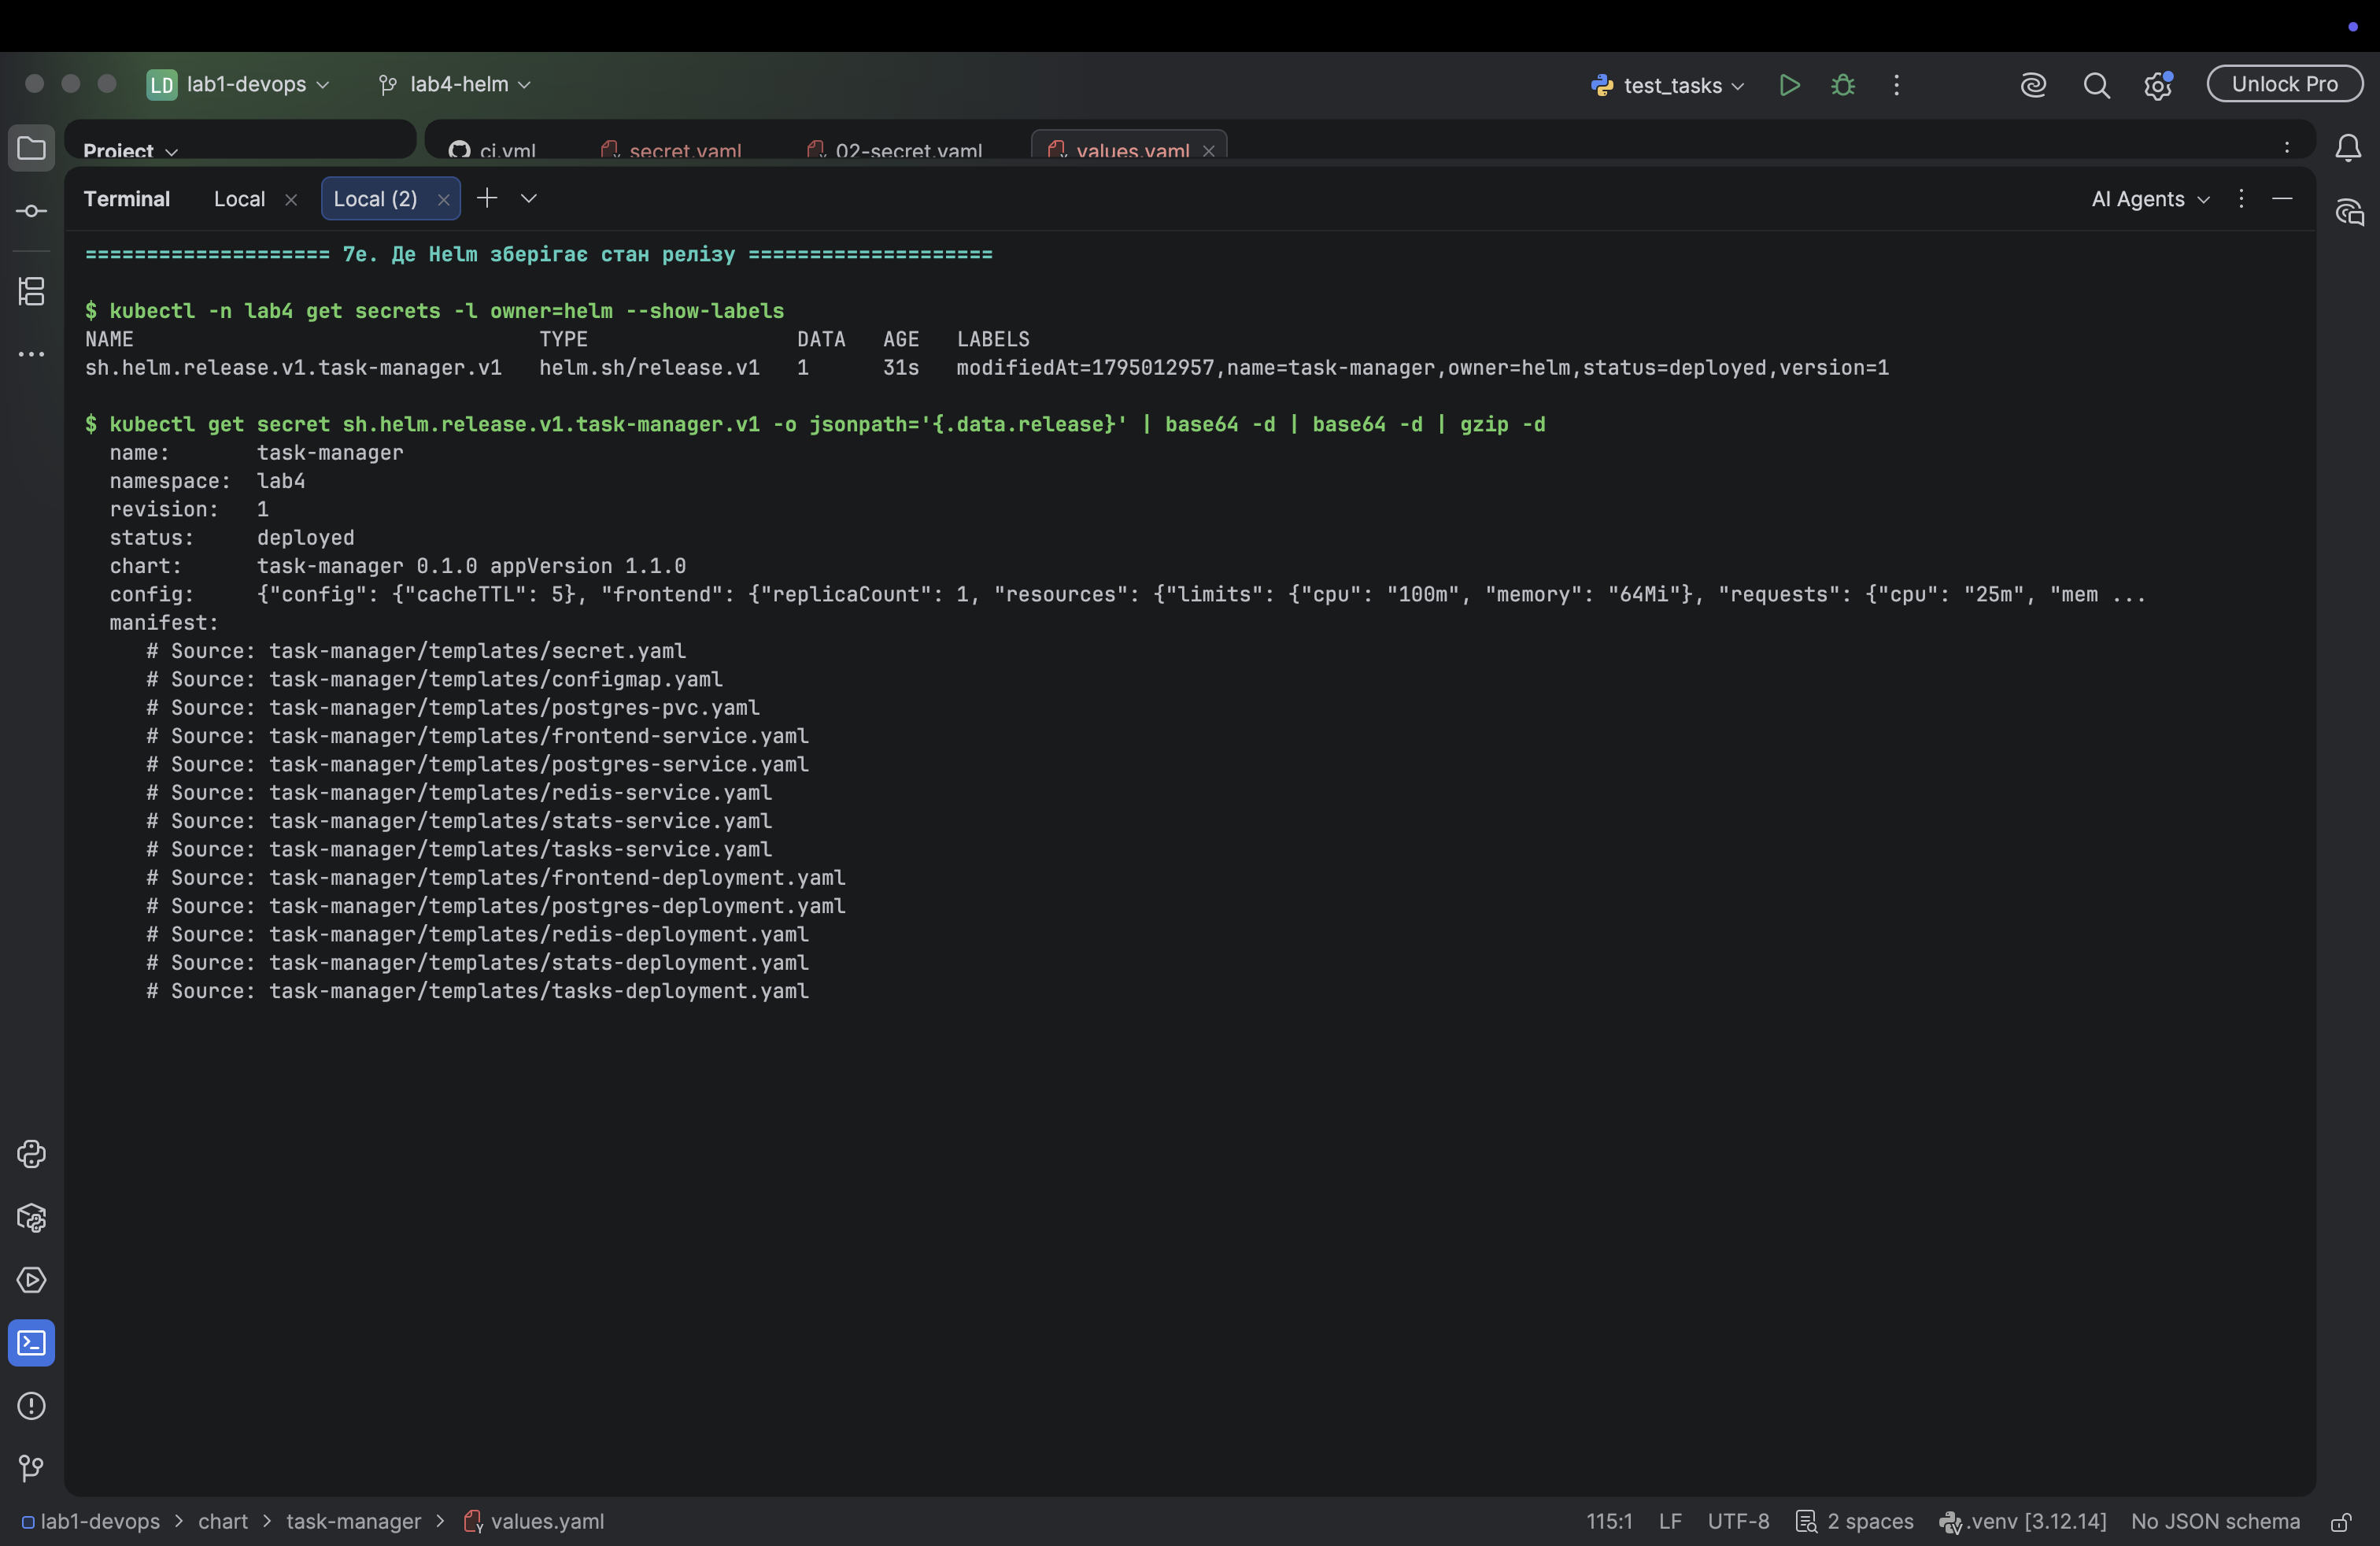 LD lab1-devops lab4-helm test_tasks Unlock Pro
Project ci.yml secret.yaml 02-secret.yaml values.yaml
Terminal Local Local (2) AI Agents
==================== 7e. Де Helm зберігає стан релізу ====================
$ kubectl -n lab4 get secrets -l owner=helm --show-labels
NAME TYPE DATA AGE LABELS
sh.helm.release.v1.task-manager.v1 helm.sh/release.v1 1 31s modifiedAt=1795012957,name=task-manager,owner=helm,status=deployed,version=1
$ kubectl get secret sh.helm.release.v1.task-manager.v1 -o jsonpath='{.data.release}' | base64 -d | base64 -d | gzip -d
name: task-manager
namespace: lab4
revision: 1
status: deployed
chart: task-manager 0.1.0 appVersion 1.1.0
config: {"config": {"cacheTTL": 5}, "frontend": {"replicaCount": 1, "resources": {"limits": {"cpu": "100m", "memory": "64Mi"}, "requests": {"cpu": "25m", "mem ...
manifest:
# Source: task-manager/templates/secret.yaml
# Source: task-manager/templates/configmap.yaml
# Source: task-manager/templates/postgres-pvc.yaml
# Source: task-manager/templates/frontend-service.yaml
# Source: task-manager/templates/postgres-service.yaml
# Source: task-manager/templates/redis-service.yaml
# Source: task-manager/templates/stats-service.yaml
# Source: task-manager/templates/tasks-service.yaml
# Source: task-manager/templates/frontend-deployment.yaml
# Source: task-manager/templates/postgres-deployment.yaml
# Source: task-manager/templates/redis-deployment.yaml
# Source: task-manager/templates/stats-deployment.yaml
# Source: task-manager/templates/tasks-deployment.yaml
lab1-devops > chart > task-manager > values.yaml 115:1 LF UTF-8 2 spaces .venv [3.12.14] No JSON schema